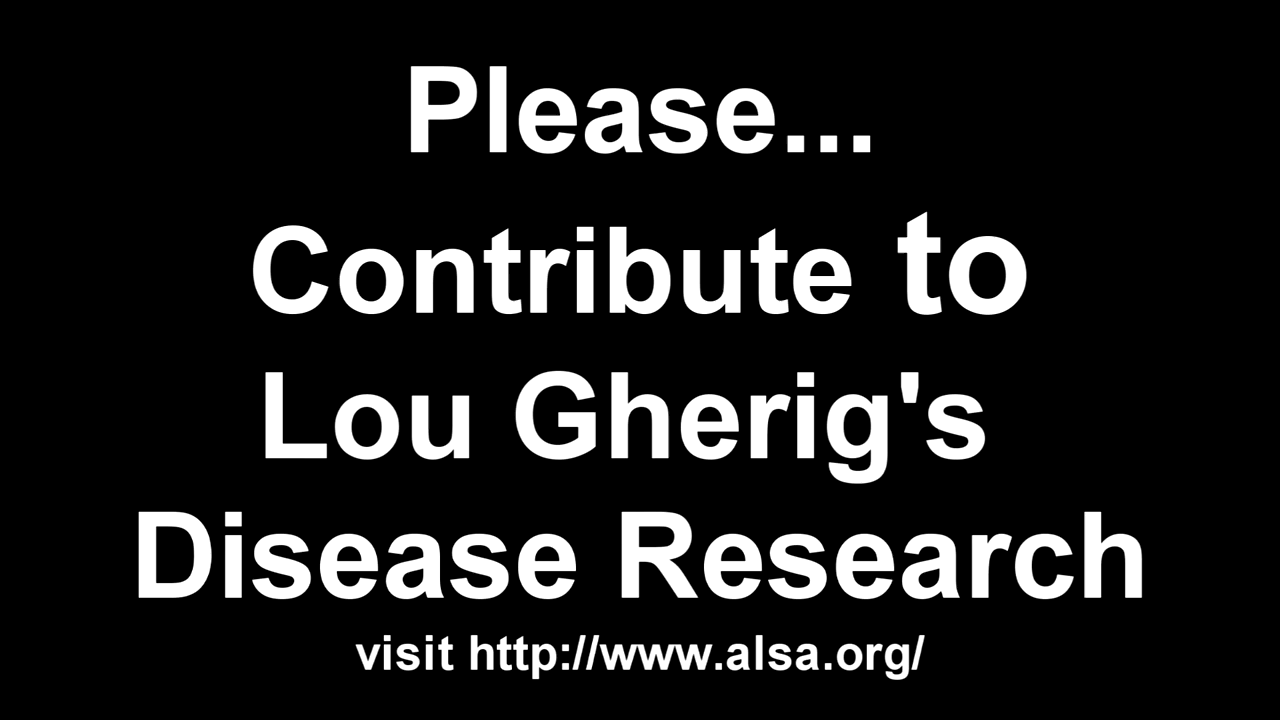 Please...
Contribute to
Lou Gherig's
Disease Research
visit http://www.alsa.org/